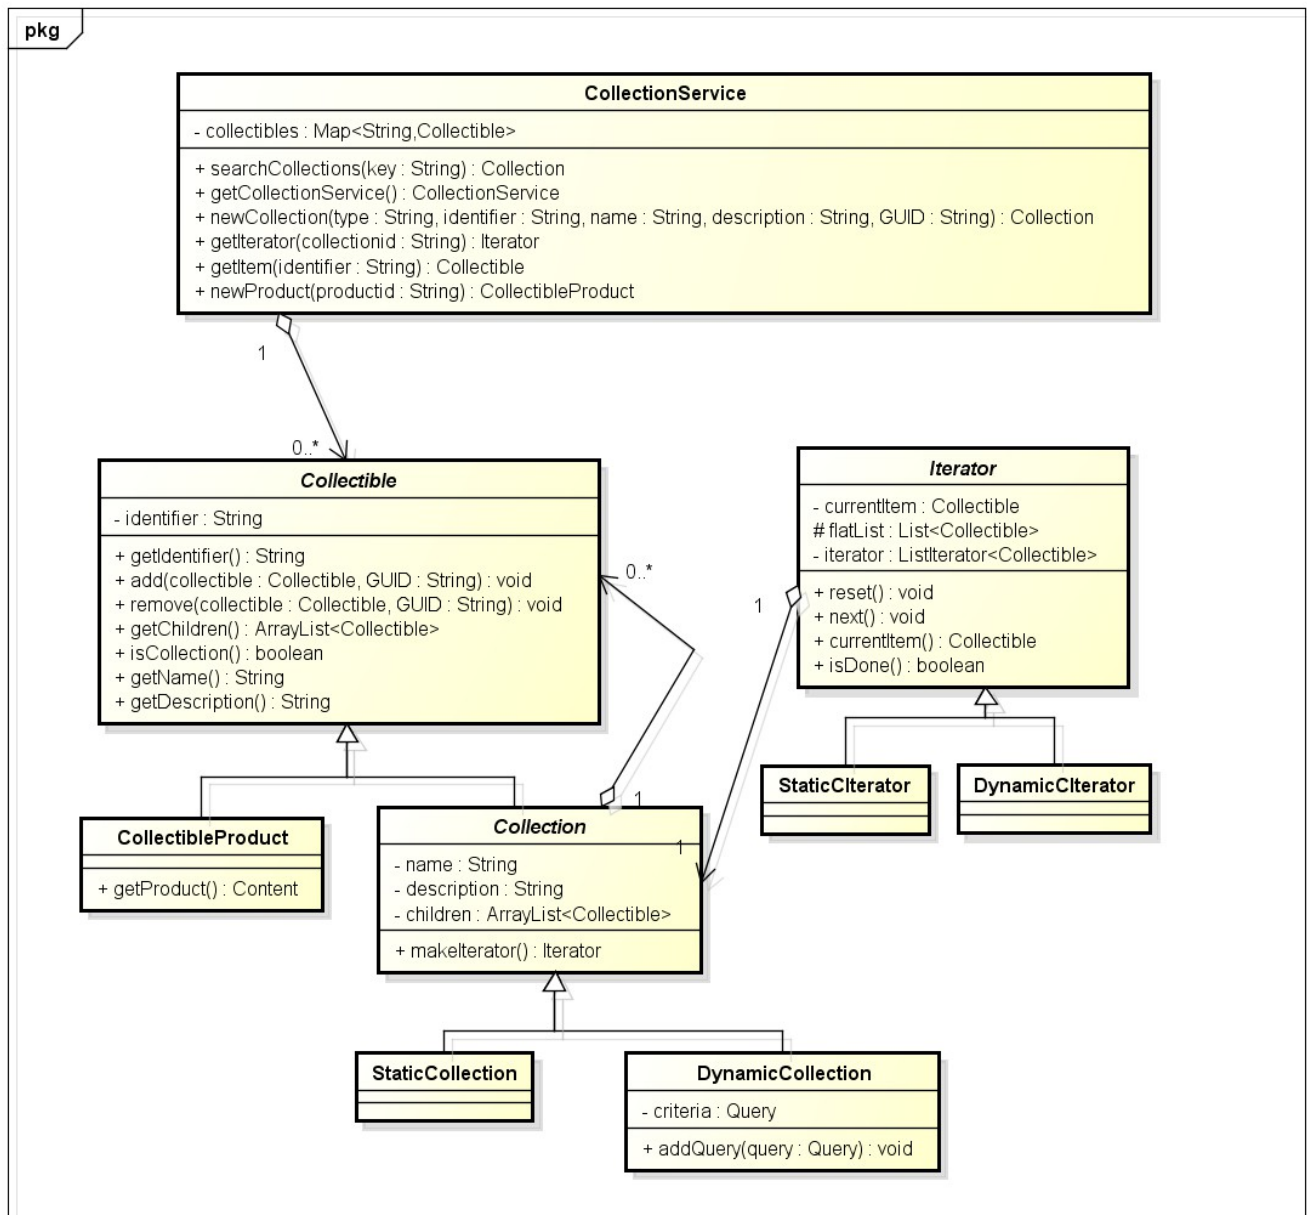 pkg
CollectionService
- collectibles : Map<String,Collectible>
+ searchCollections(key : String) : Collection
+ getCollectionService() : CollectionService
+ newCollection(type : String, identifier : String, name : String, description : String, GUID : String) : Collection
+ getIterator(collectionid : String) : Iterator
+ getItem(identifier : String) : Collectible
+ newProduct(productid : String) : CollectibleProduct
1
0..*
Collectible
- identifier : String
+ getIdentifier() : String
+ add(collectible : Collectible, GUID : String) : void
+ remove(collectible : Collectible, GUID : String) : void
+ getChildren() : ArrayList<Collectible>
+ isCollection() : boolean
+ getName() : String
+ getDescription() : String
0..*
1
Iterator
- currentItem : Collectible
# flatList : List<Collectible>
- iterator : ListIterator<Collectible>
+ reset() : void
+ next() : void
+ currentItem() : Collectible
+ isDone() : boolean
StaticCIterator
DynamicCIterator
CollectibleProduct
+ getProduct() : Content
1
Collection
1
- name : String
- description : String
- children : ArrayList<Collectible>
+ makeIterator() : Iterator
StaticCollection
DynamicCollection
- criteria : Query
+ addQuery(query : Query) : void